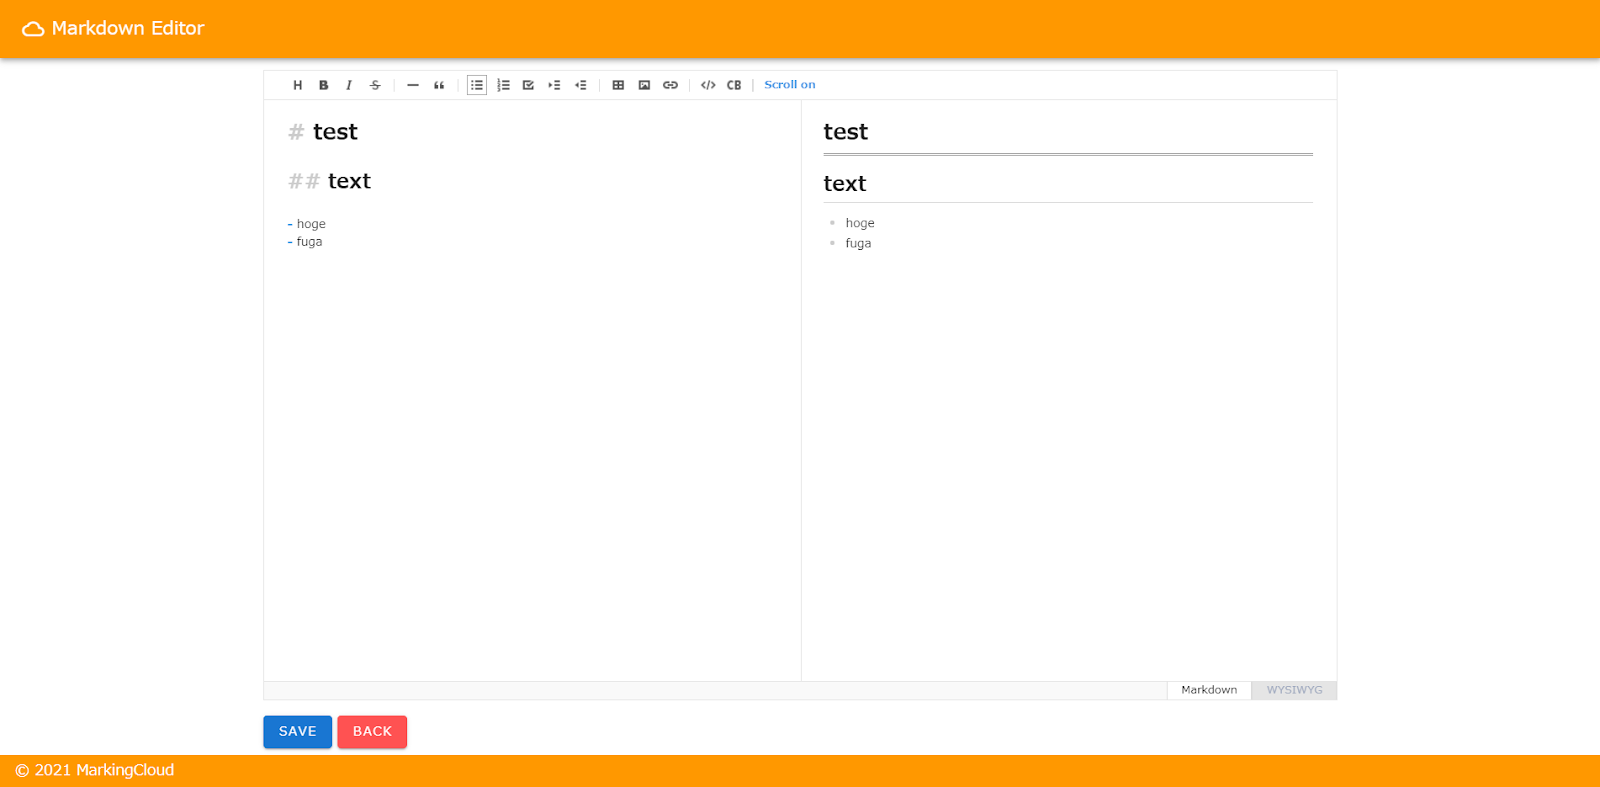 Markdown Editor
H B I S CB Scroll on
# test
## text
- hoge
- fuga
test
text
• hoge
• fuga
Markdown WYSIWYG
SAVE BACK
© 2021 MarkingCloud